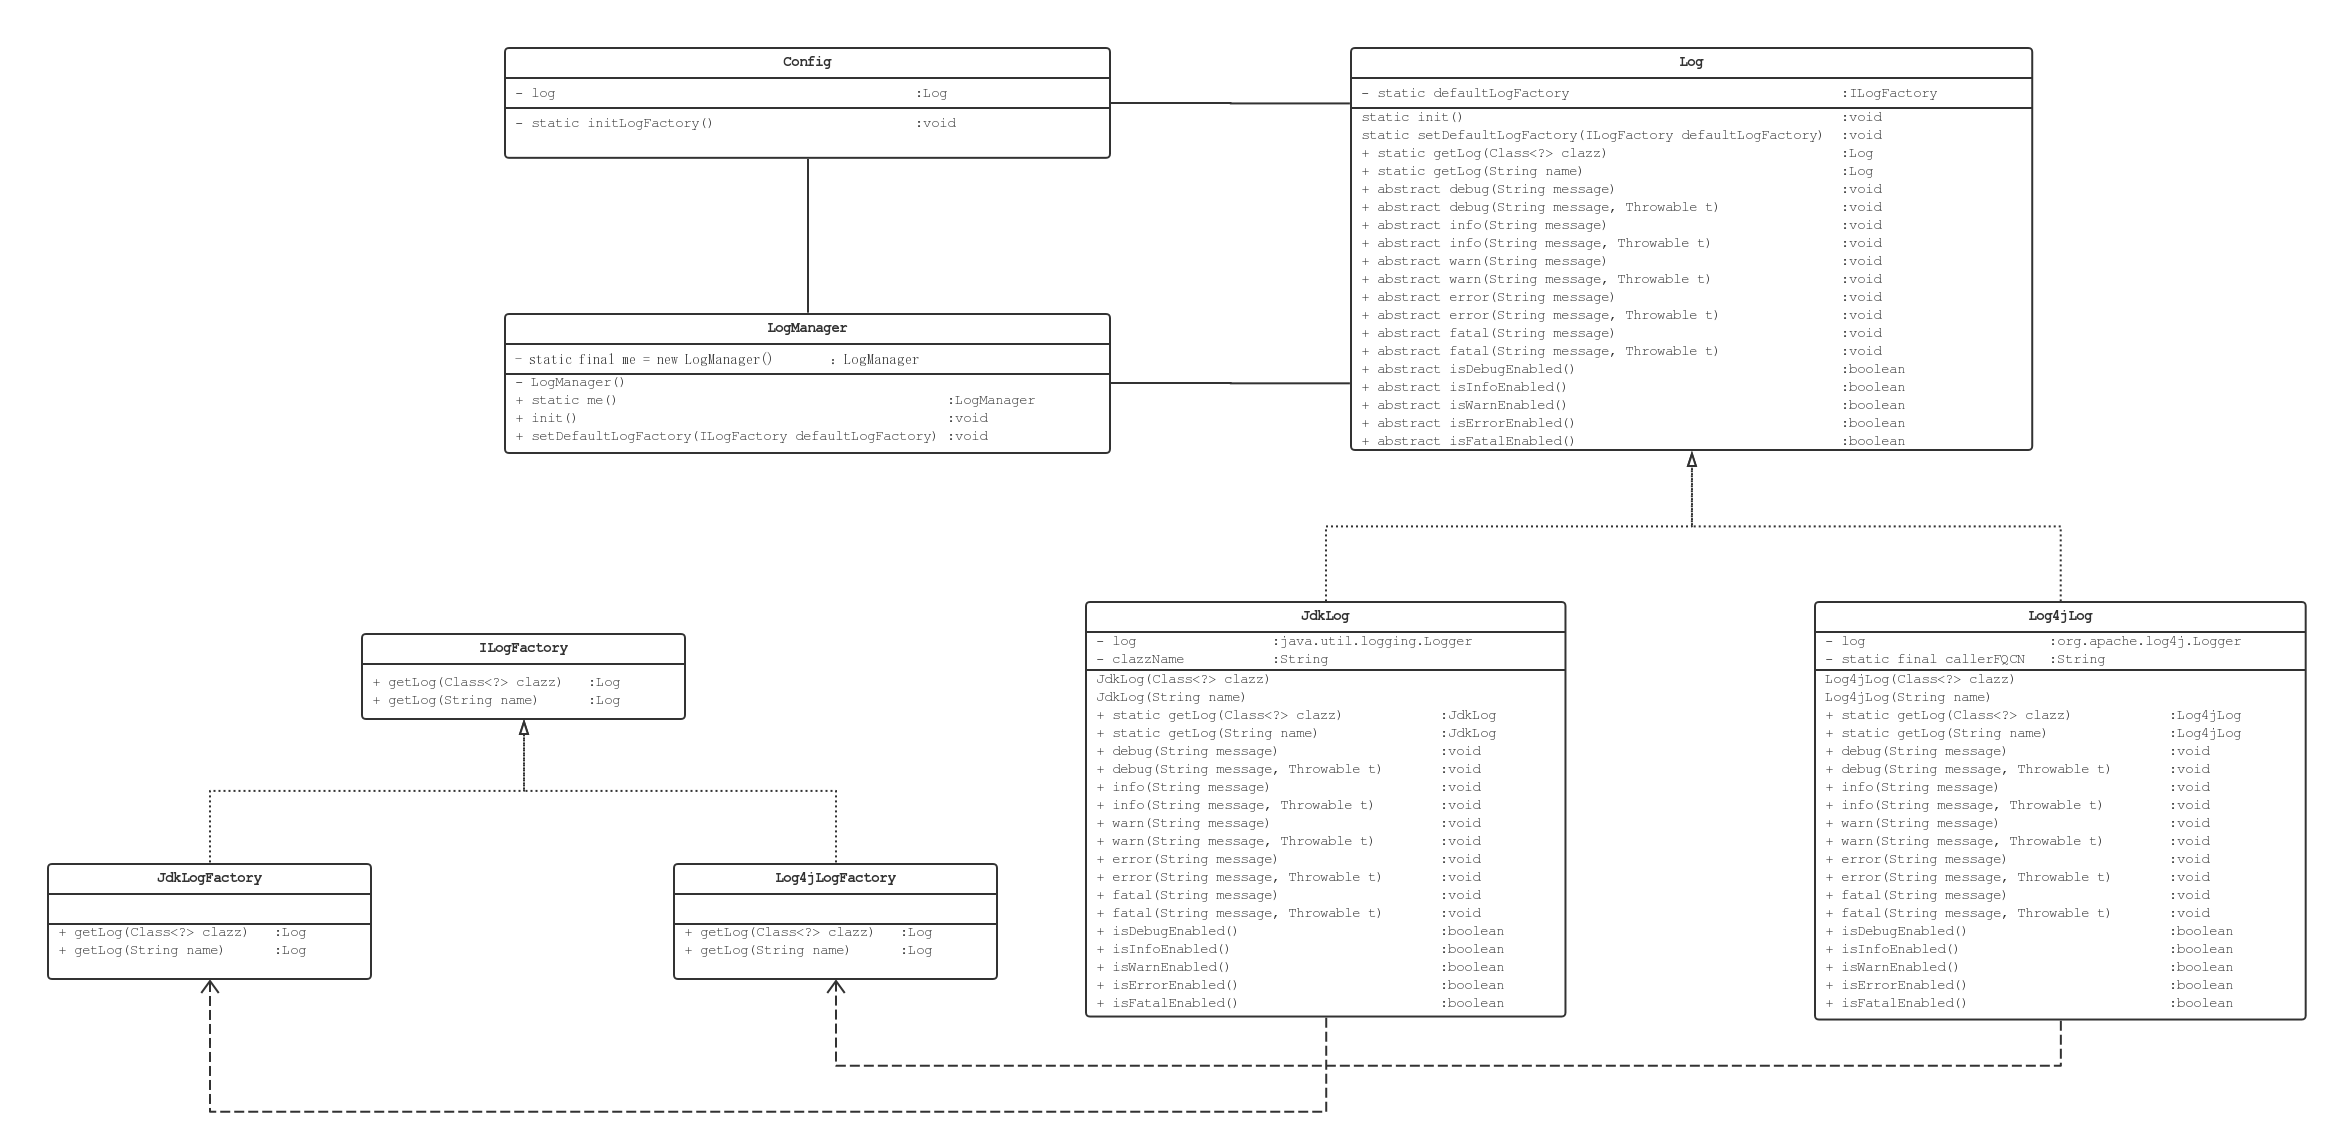 Config
- log :Log
- static initLogFactory() :void
Log
- static defaultLogFactory :ILogFactory
static init() :void
static setDefaultLogFactory(ILogFactory defaultLogFactory) :void
+ static getLog(Class<?> clazz) :Log
+ static getLog(String name) :Log
+ abstract debug(String message) :void
+ abstract debug(String message, Throwable t) :void
+ abstract info(String message) :void
+ abstract info(String message, Throwable t) :void
+ abstract warn(String message) :void
+ abstract warn(String message, Throwable t) :void
+ abstract error(String message) :void
+ abstract error(String message, Throwable t) :void
+ abstract fatal(String message) :void
+ abstract fatal(String message, Throwable t) :void
+ abstract isDebugEnabled() :boolean
+ abstract isInfoEnabled() :boolean
+ abstract isWarnEnabled() :boolean
+ abstract isErrorEnabled() :boolean
+ abstract isFatalEnabled() :boolean
LogManager
- static final me = new LogManager() : LogManager
- LogManager()
+ static me() :LogManager
+ init() :void
+ setDefaultLogFactory(ILogFactory defaultLogFactory) :void
ILogFactory
+ getLog(Class<?> clazz) :Log
+ getLog(String name) :Log
JdkLogFactory
+ getLog(Class<?> clazz) :Log
+ getLog(String name) :Log
Log4jLogFactory
+ getLog(Class<?> clazz) :Log
+ getLog(String name) :Log
JdkLog
- log :java.util.logging.Logger
- clazzName :String
JdkLog(Class<?> clazz)
JdkLog(String name)
+ static getLog(Class<?> clazz) :JdkLog
+ static getLog(String name) :JdkLog
+ debug(String message) :void
+ debug(String message, Throwable t) :void
+ info(String message) :void
+ info(String message, Throwable t) :void
+ warn(String message) :void
+ warn(String message, Throwable t) :void
+ error(String message) :void
+ error(String message, Throwable t) :void
+ fatal(String message) :void
+ fatal(String message, Throwable t) :void
+ isDebugEnabled() :boolean
+ isInfoEnabled() :boolean
+ isWarnEnabled() :boolean
+ isErrorEnabled() :boolean
+ isFatalEnabled() :boolean
Log4jLog
- log :org.apache.log4j.Logger
- static final callerFQCN :String
Log4jLog(Class<?> clazz)
Log4jLog(String name)
+ static getLog(Class<?> clazz) :Log4jLog
+ static getLog(String name) :Log4jLog
+ debug(String message) :void
+ debug(String message, Throwable t) :void
+ info(String message) :void
+ info(String message, Throwable t) :void
+ warn(String message) :void
+ warn(String message, Throwable t) :void
+ error(String message) :void
+ error(String message, Throwable t) :void
+ fatal(String message) :void
+ fatal(String message, Throwable t) :void
+ isDebugEnabled() :boolean
+ isInfoEnabled() :boolean
+ isWarnEnabled() :boolean
+ isErrorEnabled() :boolean
+ isFatalEnabled() :boolean